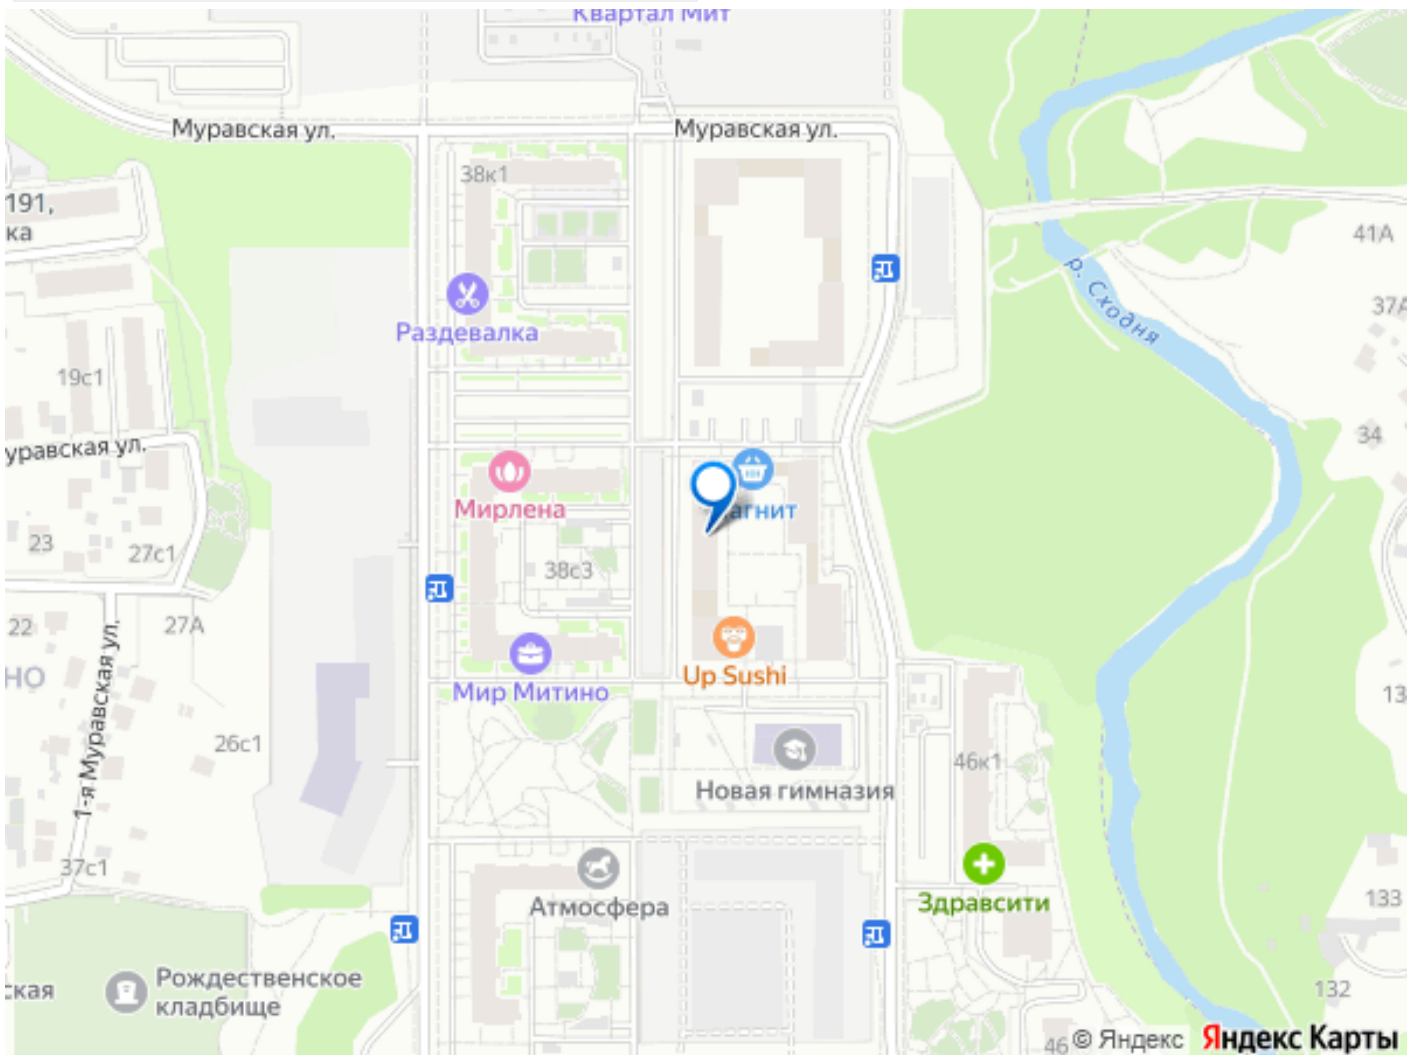 Квартал Мит
Муравская ул.
Муравская ул.
38к1
191,
ка
41А
р. Сходня
37А
Раздевалка
19с1
34
уравская ул.
Мирлена
агнит
23
27с1
38с3
22
27А
НО
Up Sushi
Мир Митино
13
1-я Муравская ул.
26с1
46к1
Новая гимназия
37с1
Атмосфера
Здравсити
133
Рождественское
кладбище
ская
132
46
© Яндекс Яндекс Карты